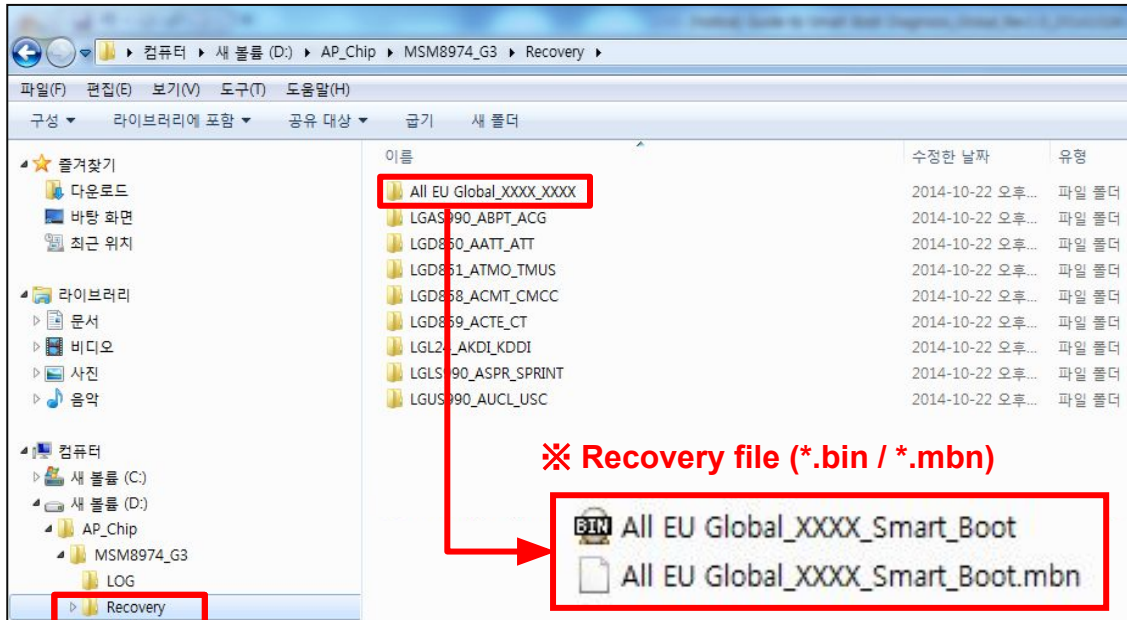 컴퓨터 ▸ 새 볼륨 (D:) ▸ AP_Chip ▸ MSM8974_G3 ▸ Recovery ▸
파일(F) 편집(E) 보기(V) 도구(T) 도움말(H)
구성 ▾ 라이브러리에 포함 ▾ 공유 대상 ▾ 굽기 새 폴더
즐겨찾기
다운로드
바탕 화면
최근 위치
라이브러리
문서
비디오
사진
음악
컴퓨터
새 볼륨 (C:)
새 볼륨 (D:)
AP_Chip
MSM8974_G3
LOG
Recovery
이름 수정한 날짜 유형
All EU Global_XXXX_XXXX 2014-10-22 오후... 파일 폴더
LGAS990_ABPT_ACG 2014-10-22 오후... 파일 폴더
LGD850_AATT_ATT 2014-10-22 오후... 파일 폴더
LGD851_ATMO_TMUS 2014-10-22 오후... 파일 폴더
LGD858_ACMT_CMCC 2014-10-22 오후... 파일 폴더
LGD859_ACTE_CT 2014-10-22 오후... 파일 폴더
LGL24_AKDI_KDDI 2014-10-22 오후... 파일 폴더
LGLS990_ASPR_SPRINT 2014-10-22 오후... 파일 폴더
LGUS990_AUCL_USC 2014-10-22 오후... 파일 폴더
※ Recovery file (*.bin / *.mbn)
BIN All EU Global_XXXX_Smart_Boot
All EU Global_XXXX_Smart_Boot.mbn